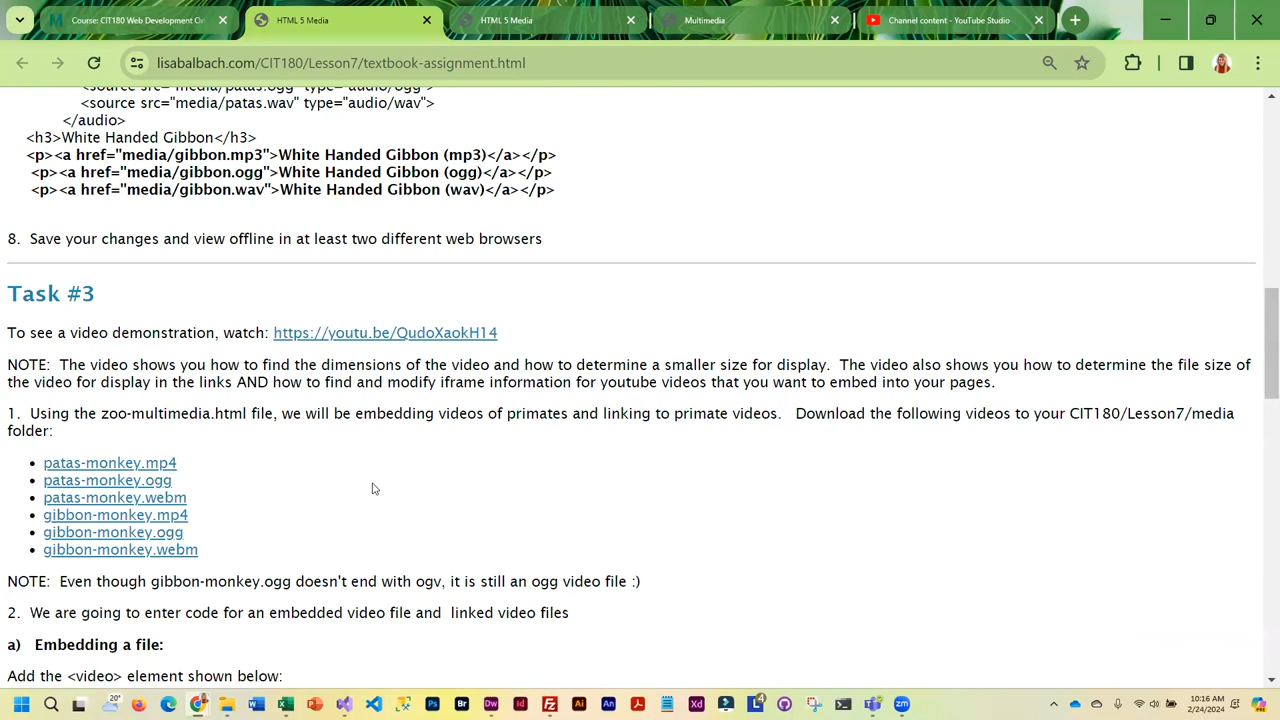 Course: CIT180 Web Development On
HTML 5 Media
HTML 5 Media
Multimedia
Channel content - YouTube Studio
lisabalbach.com/CIT180/Lesson7/textbook-assignment.html
<source src="media/patas.ogg" type="audio/ogg">
<source src="media/patas.wav" type="audio/wav">
</audio>
<h3>White Handed Gibbon</h3>
<p><a href="media/gibbon.mp3">White Handed Gibbon (mp3)</a></p>
<p><a href="media/gibbon.ogg">White Handed Gibbon (ogg)</a></p>
<p><a href="media/gibbon.wav">White Handed Gibbon (wav)</a></p>
8. Save your changes and view offline in at least two different web browsers
Task #3
To see a video demonstration, watch: https://youtu.be/QudoXaokH14
NOTE: The video shows you how to find the dimensions of the video and how to determine a smaller size for display. The video also shows you how to determine the file size of
the video for display in the links AND how to find and modify iframe information for youtube videos that you want to embed into your pages.
1. Using the zoo-multimedia.html file, we will be embedding videos of primates and linking to primate videos. Download the following videos to your CIT180/Lesson7/media
folder:
• patas-monkey.mp4
• patas-monkey.ogg
• patas-monkey.webm
• gibbon-monkey.mp4
• gibbon-monkey.ogg
• gibbon-monkey.webm
NOTE: Even though gibbon-monkey.ogg doesn't end with ogv, it is still an ogg video file :)
2. We are going to enter code for an embedded video file and linked video files
a) Embedding a file:
Add the <video> element shown below:
20°
10:16 AM
2/24/2024